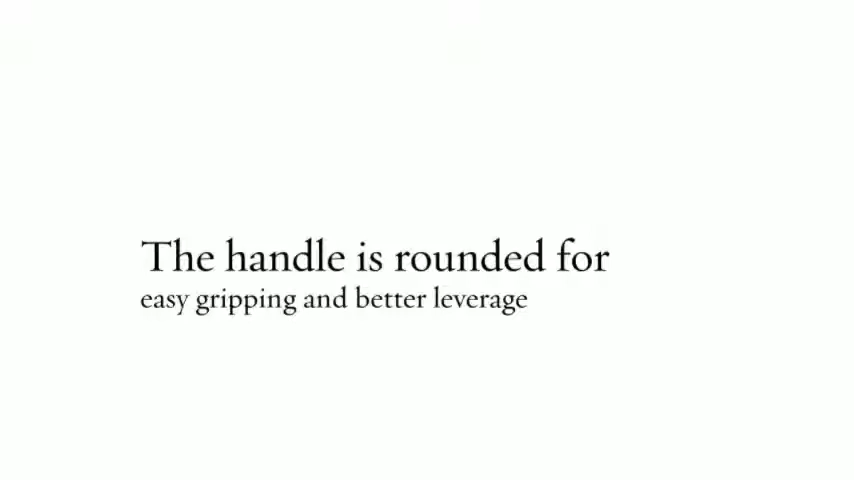 The handle is rounded for
easy gripping and better leverage